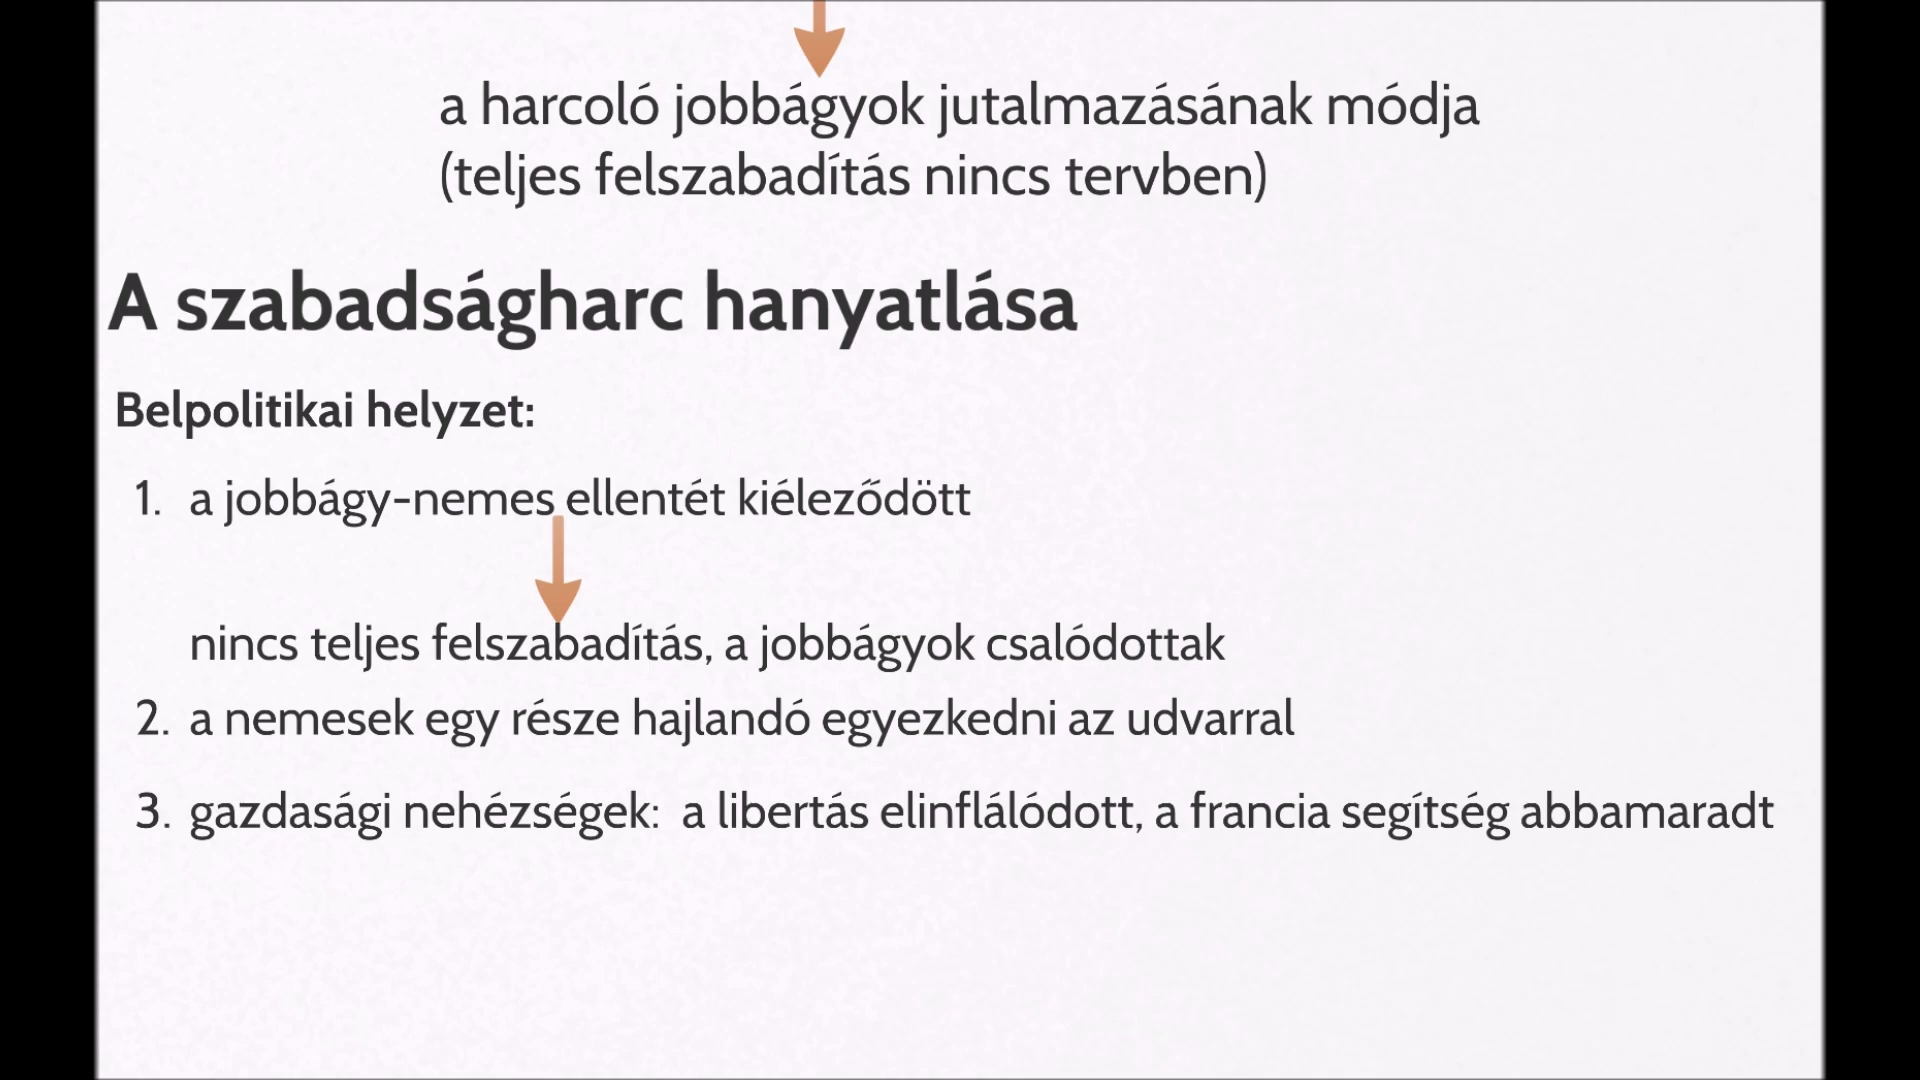 a harcoló jobbágyok jutalmazásának módja
(teljes felszabadítás nincs tervben)
A szabadságharc hanyatlása
Belpolitikai helyzet:
1. a jobbágy-nemes ellentét kiéleződött
nincs teljes felszabadítás, a jobbágyok csalódottak
2. a nemesek egy része hajlandó egyezkedni az udvarral
3. gazdasági nehézségek: a libertás elinflálódott, a francia segítség abbamaradt